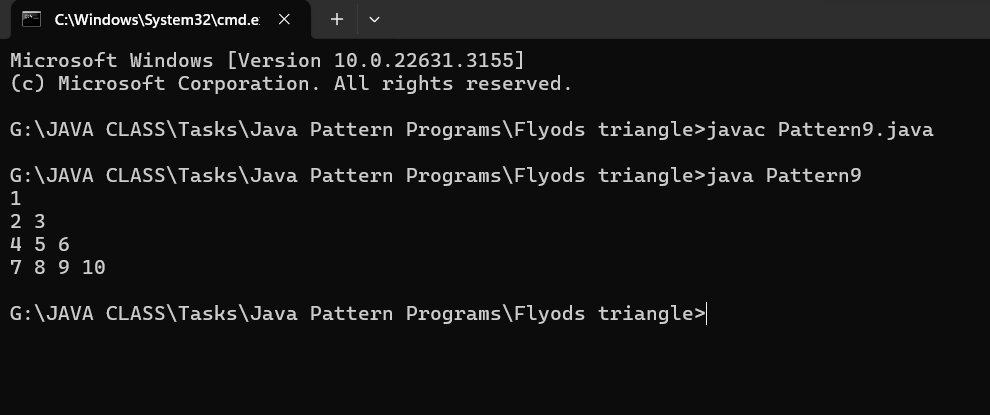 C:\Windows\System32\cmd.e
Microsoft Windows [Version 10.0.22631.3155]
(c) Microsoft Corporation. All rights reserved.
G:\JAVA CLASS\Tasks\Java Pattern Programs\Flyods triangle>javac Pattern9.java
G:\JAVA CLASS\Tasks\Java Pattern Programs\Flyods triangle>java Pattern9
1
2 3
4 5 6
7 8 9 10
G:\JAVA CLASS\Tasks\Java Pattern Programs\Flyods triangle>